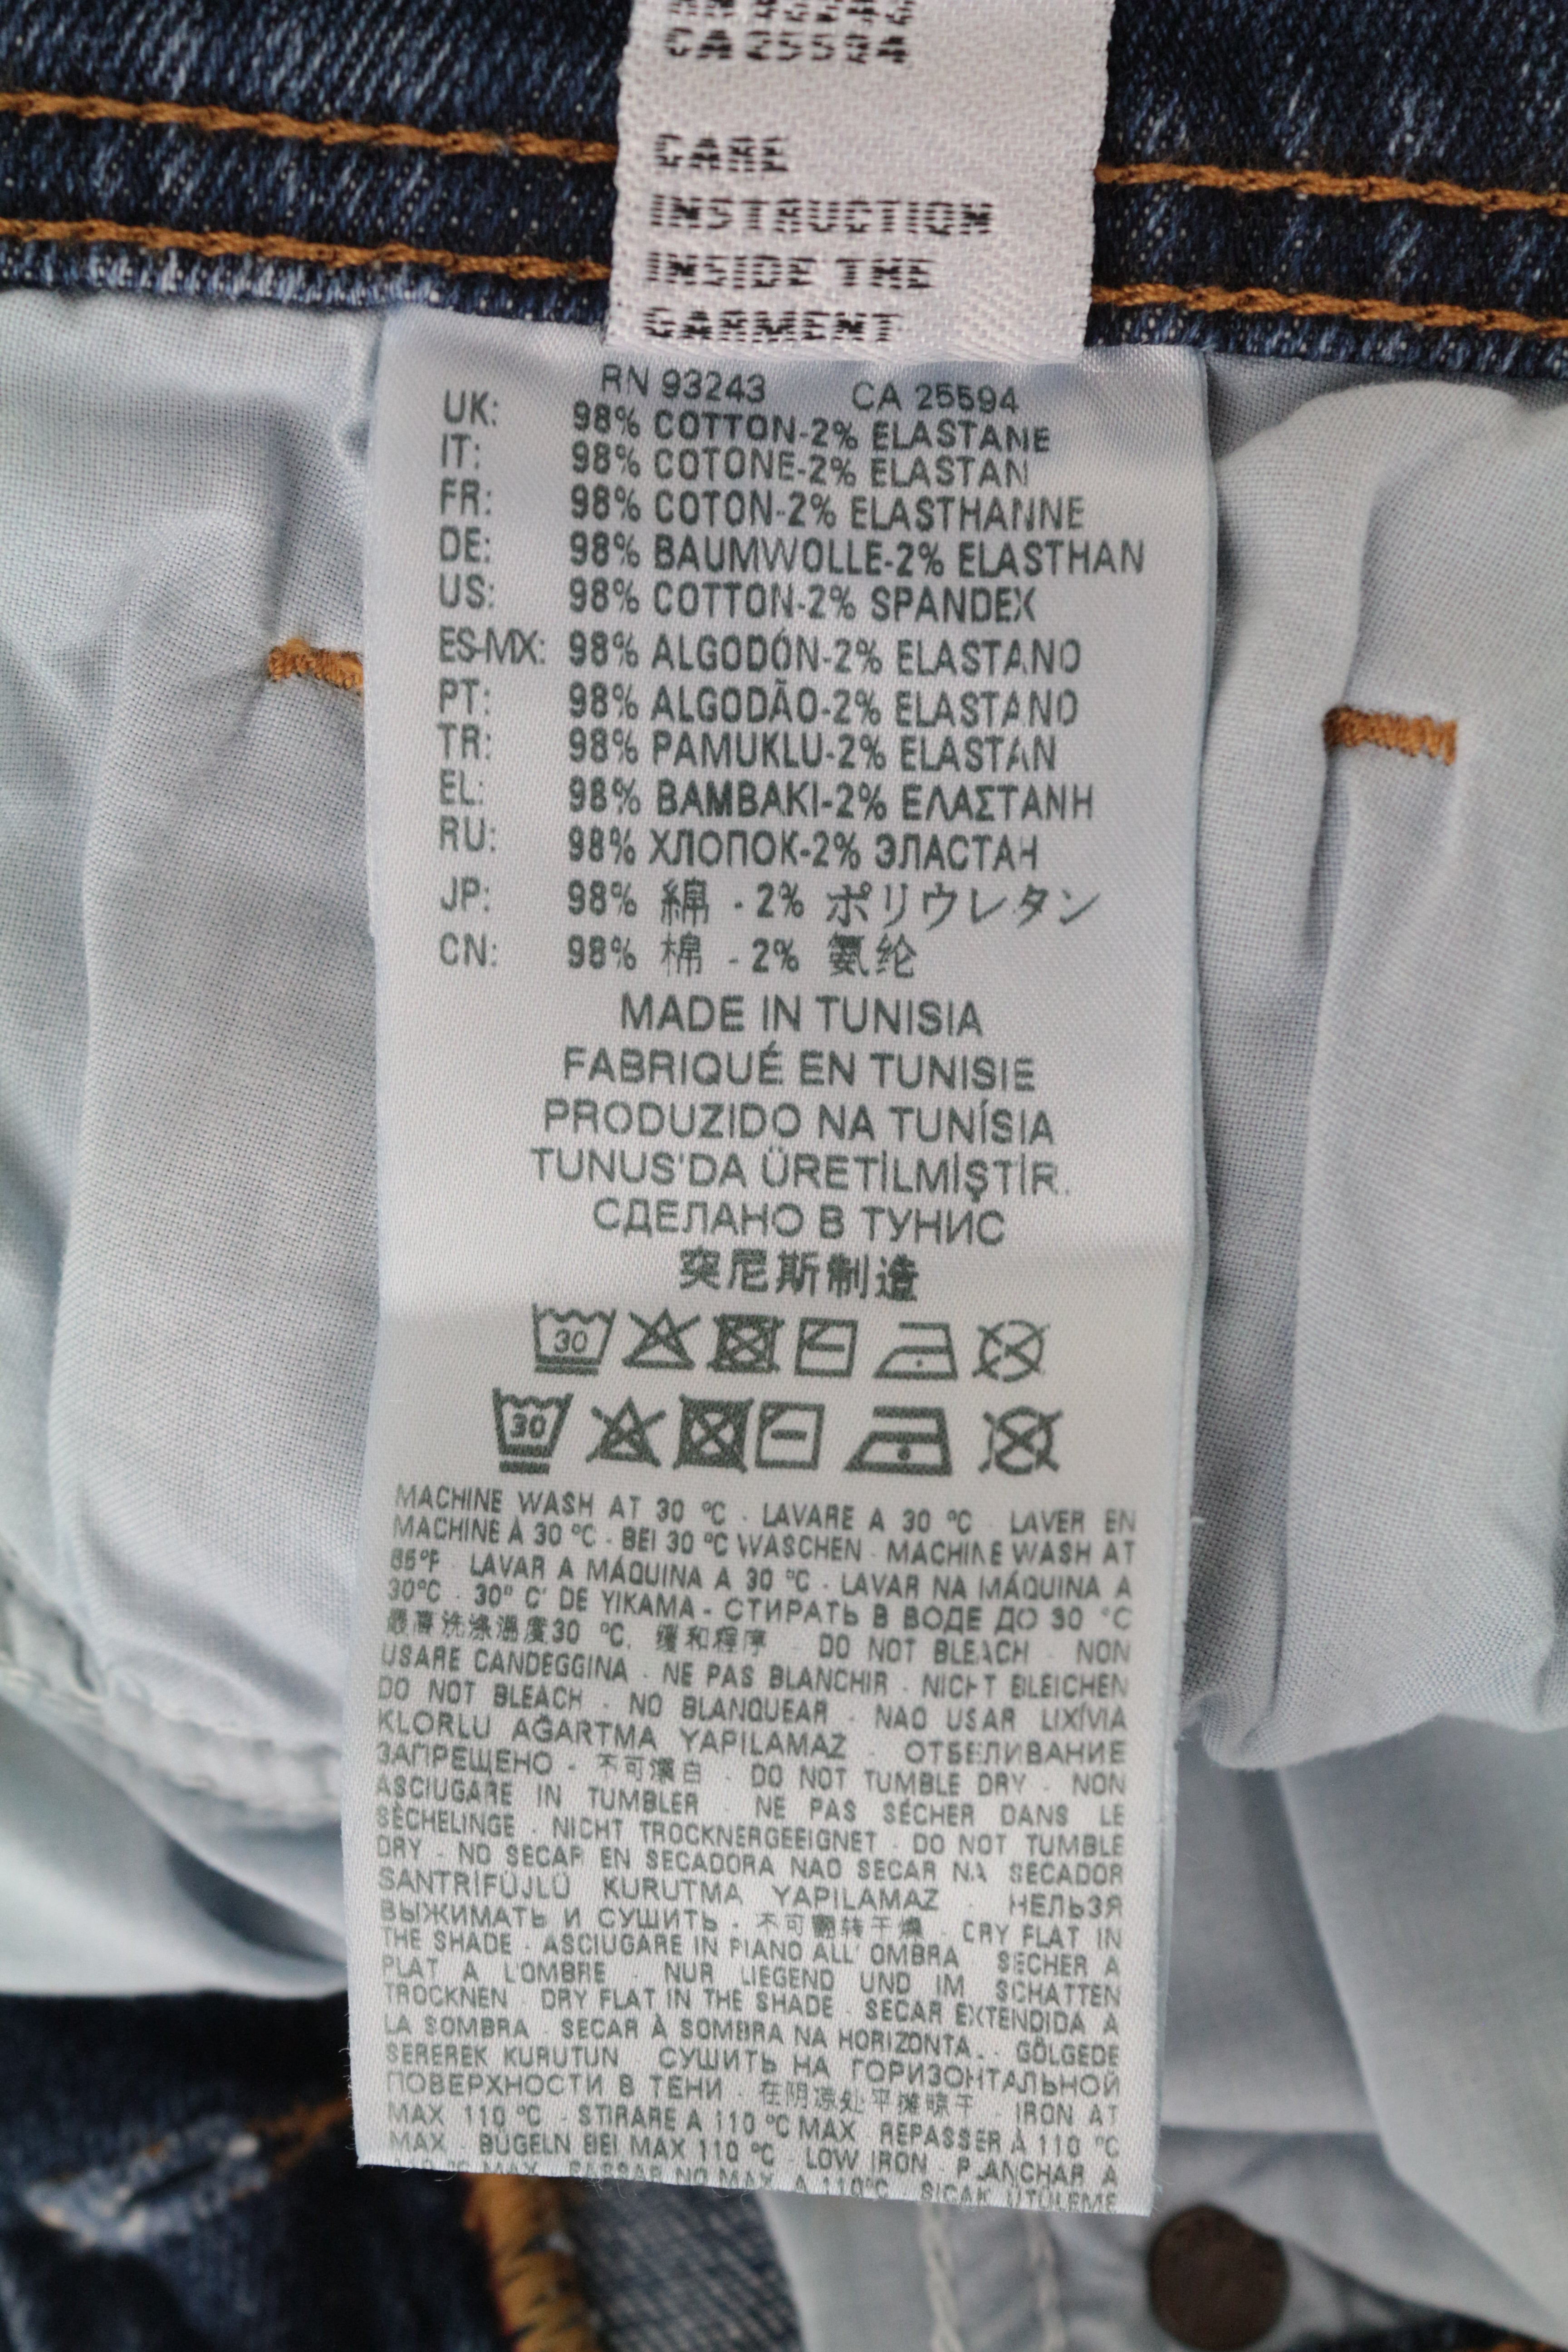 CA 25594
CARE
INSTRUCTION
INSIDE THE
GARMENT
RN 93243 CA 25594
UK: 98% COTTON-2% ELASTANE
IT: 98% COTONE-2% ELASTAN
FR: 98% COTON-2% ELASTHANNE
DE: 98% BAUMWOLLE-2% ELASTHAN
US: 98% COTTON-2% SPANDEX
ES-MX: 98% ALGODÓN-2% ELASTANO
PT: 98% ALGODÃO-2% ELASTANO
TR: 98% PAMUKLU-2% ELASTAN
EL: 98% BAMBAKI-2% ΕΛΑΣΤΑΝΗ
RU: 98% ХЛОПОК-2% ЭЛАСТАН
JP: 98% 綿 - 2% ポリウレタン
CN: 98% 棉 - 2% 氨纶
MADE IN TUNISIA
FABRIQUÉ EN TUNISIE
PRODUZIDO NA TUNÍSIA
TUNUS'DA ÜRETİLMİŞTİR.
СДЕЛАНО В ТУНИС
突尼斯制造
30
30
MACHINE WASH AT 30 °C - LAVARE A 30 °C - LAVER EN
MACHINE À 30 °C - BEI 30 °C WASCHEN - MACHINE WASH AT
86°F - LAVAR A MÁQUINA A 30 °C - LAVAR NA MÁQUINA A
30°C - 30° C' DE YIKAMA - СТИРАТЬ В ВОДЕ ДО 30 °C
最高洗涤温度30 °C, 缓和程序 - DO NOT BLEACH - NON
USARE CANDEGGINA - NE PAS BLANCHIR - NICHT BLEICHEN
DO NOT BLEACH - NO BLANQUEAR - NAO USAR LIXÍVIA
KLORLU AĞARTMA YAPILAMAZ - ОТБЕЛИВАНИЕ
ЗАПРЕЩЕНО - 不可漂白 - DO NOT TUMBLE DRY - NON
ASCIUGARE IN TUMBLER - NE PAS SÉCHER DANS LE
SÈCHELINGE - NICHT TROCKNERGEEIGNET - DO NOT TUMBLE
DRY - NO SECAR EN SECADORA NAO SECAR NA SECADOR
SANTRİFÜJLÜ KURUTMA YAPILAMAZ - НЕЛЬЗЯ
ВЫЖИМАТЬ И СУШИТЬ - 不可翻转干燥 - DRY FLAT IN
THE SHADE - ASCIUGARE IN PIANO ALL' OMBRA - SÉCHER A
PLAT A L'OMBRE - NUR LIEGEND UND IM SCHATTEN
TROCKNEN - DRY FLAT IN THE SHADE - SECAR EXTENDIDA A
LA SOMBRA - SECAR À SOMBRA NA HORIZONTAL - GÖLGEDE
SEREREK KURUTUN - СУШИТЬ НА ГОРИЗОНТАЛЬНОЙ
ПОВЕРХНОСТИ В ТЕНИ - 在阴凉处平摊晾干 - IRON AT
MAX 110 °C - STIRARE A 110 °C MAX REPASSER À 110 °C
MAX - BÜGELN BEI MAX 110 °C - LOW IRON - PLANCHAR A
110 °C MAX - PASSAR NO MAX A 110°C - SICAK ÜTÜLEME